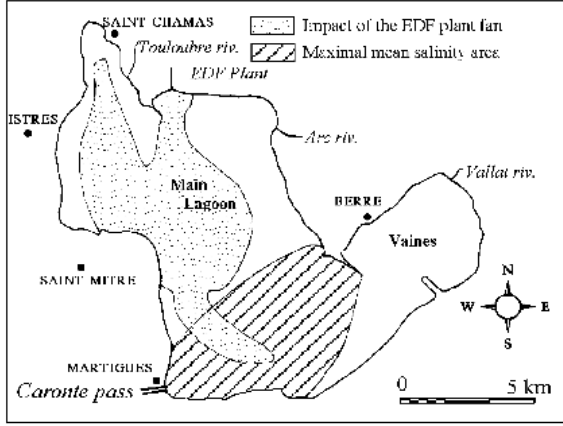 SAINT CHAMAS
Impact of the EDF plant fan
Touloubre riv.
Maximal mean salinity area
EDF Plant
ISTRES
Arc riv.
Vallat riv.
Main
Lagoon
BERRE
Vaines
SAINT MITRE
N
W
E
S
MARTIGUES
Caronte pass
0 5 km